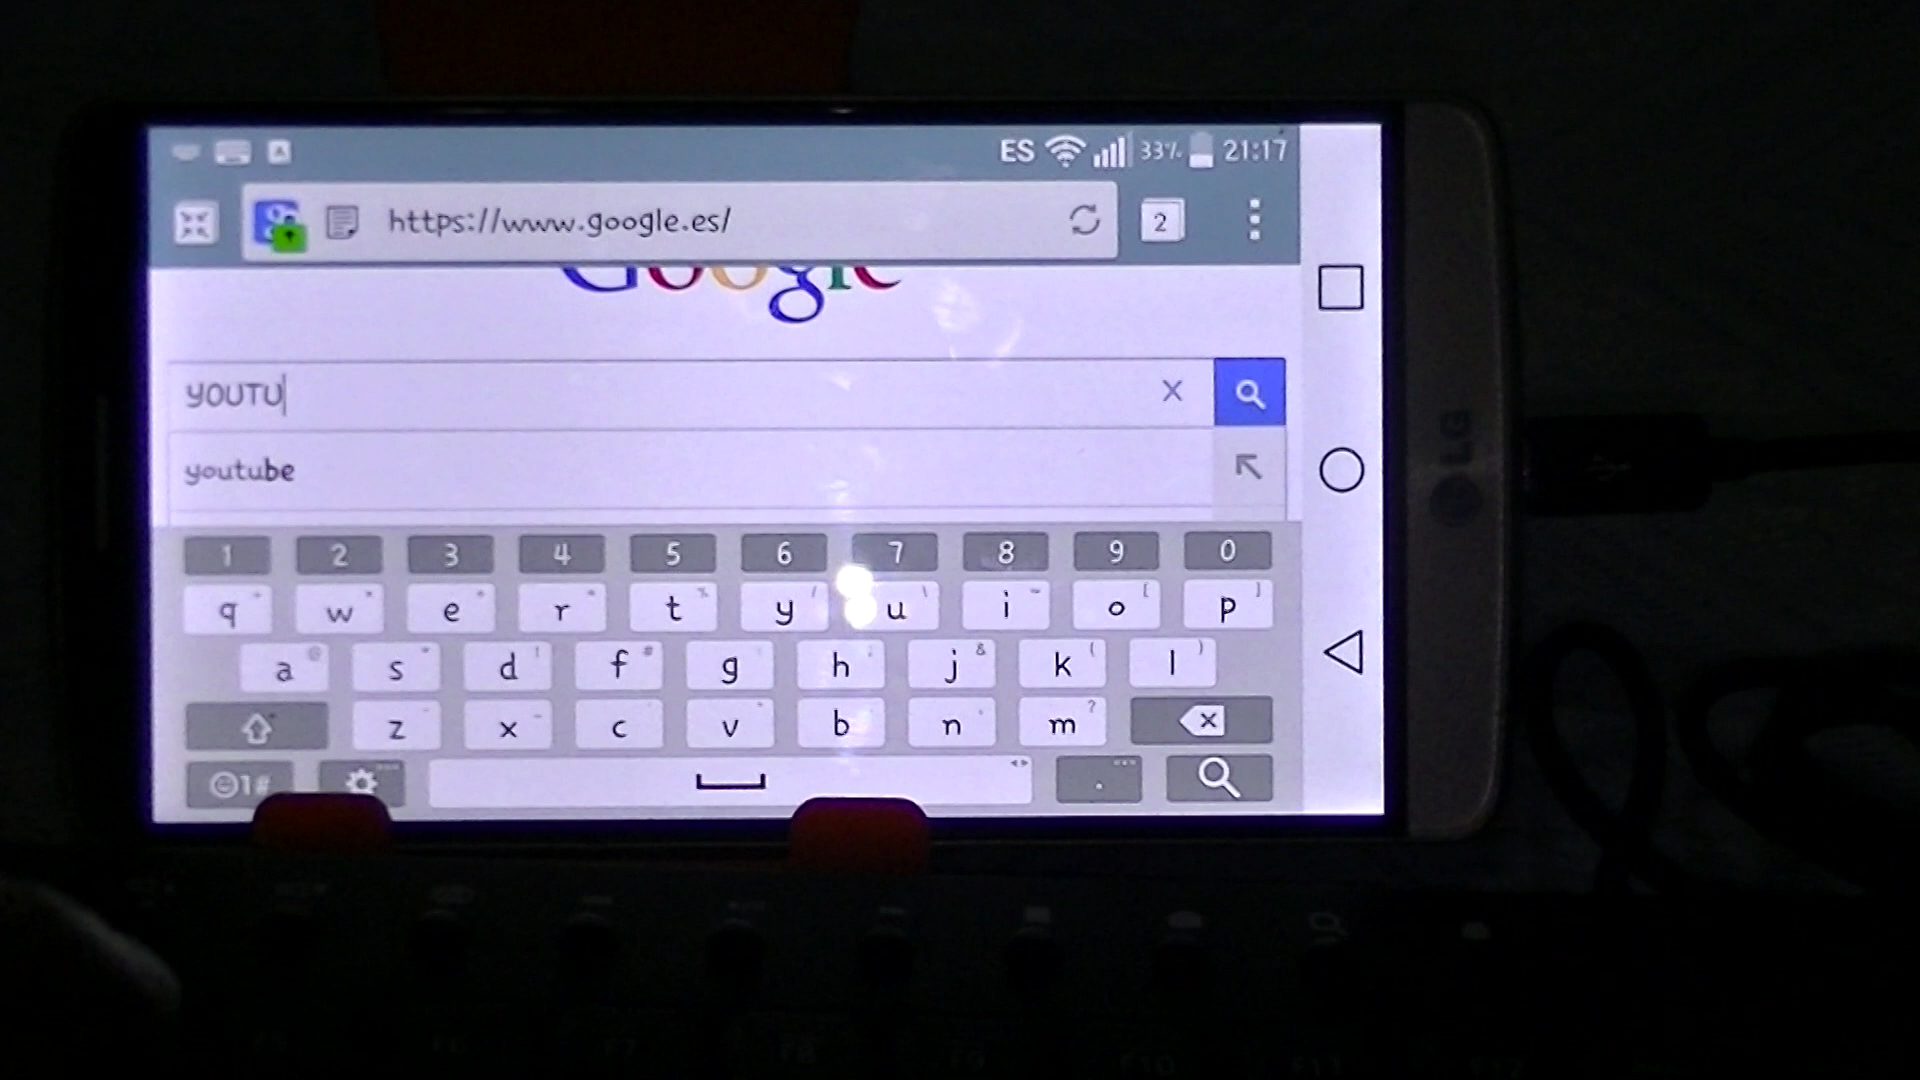 ES 33% 21:17
https://www.google.es/ 2
Google
YOUTU X
youtube
1 2 3 4 5 6 7 8 9 0
q w e r t y u i o p
a s d f g h j k l
z x c v b n m
1# .
LG